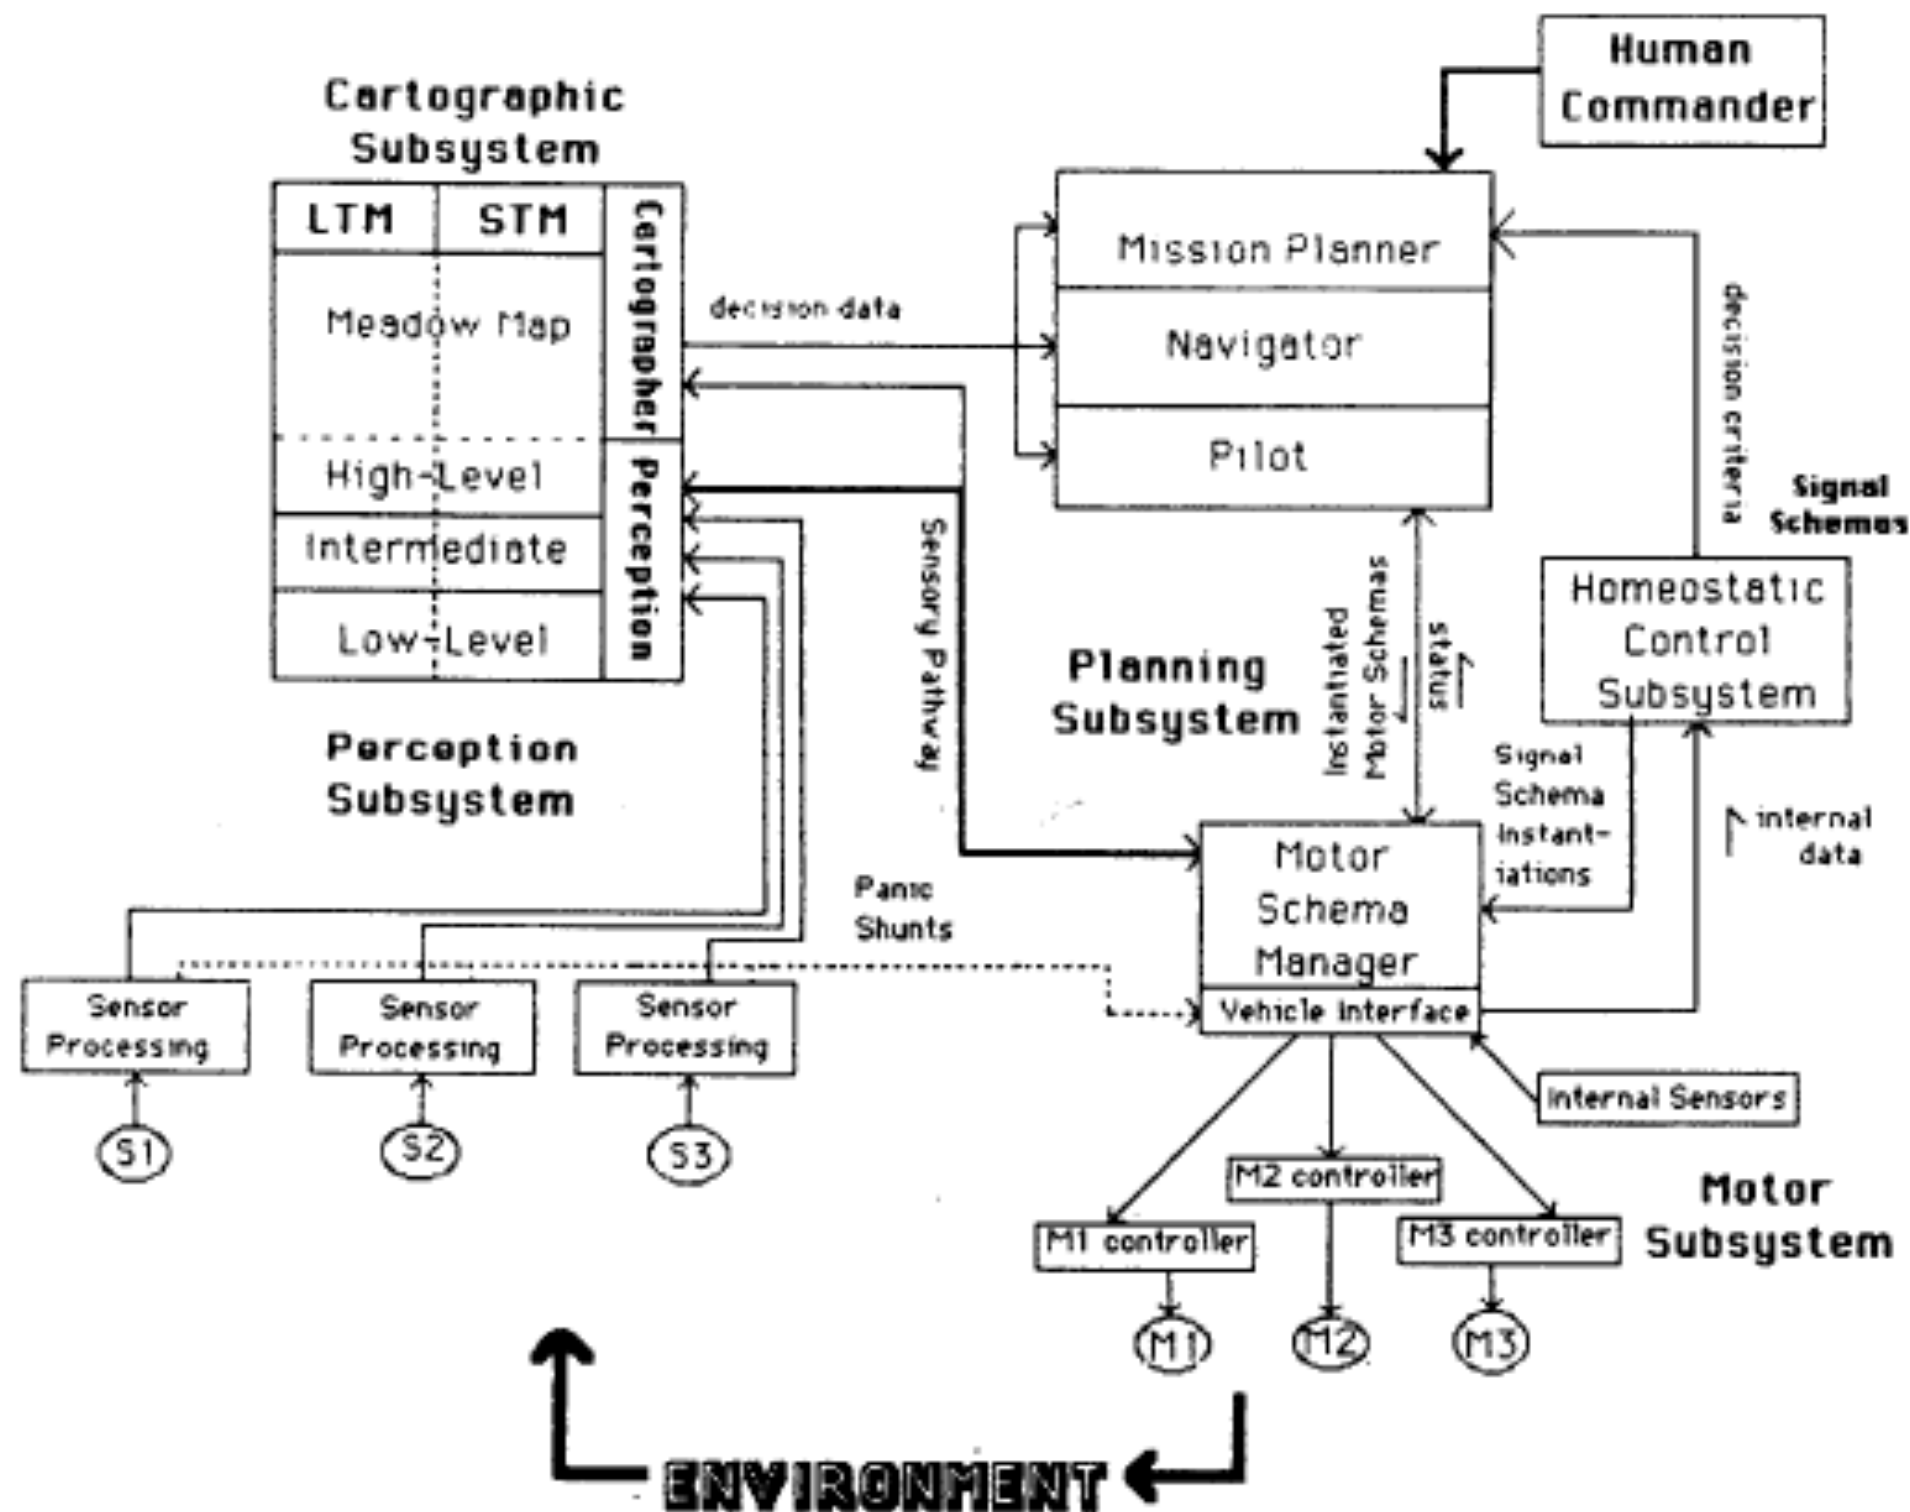 Human
Commander
Cartographic
Subsystem
LTM
STM
Cartographer
Meadow Map
High-Level
Intermediate
Low-Level
Perception
decision data
Mission Planner
Navigator
Pilot
decision criteria
Signal
Schemas
Homeostatic
Control
Subsystem
Sensory Pathway
Planning
Subsystem
Instantiated
Motor Schemas
status
Perception
Subsystem
Signal
Schema
Instant-
iations
internal
data
Motor
Schema
Manager
Vehicle Interface
Panic
Shunts
Sensor
Processing
Sensor
Processing
Sensor
Processing
S1
S2
S3
Internal Sensors
M1 controller
M2 controller
M3 controller
Motor
Subsystem
M1
M2
M3
ENVIRONMENT